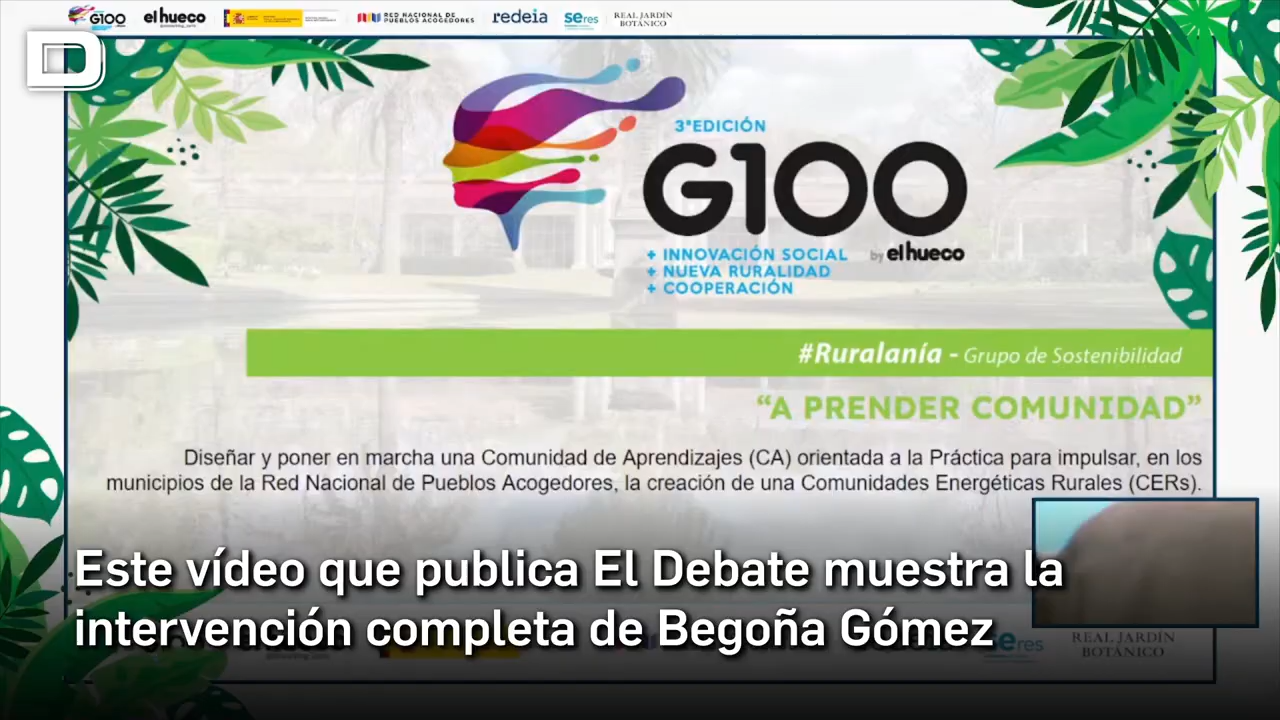 G100
el hueco
RED NACIONAL DE
PUEBLOS ACOGEDORES
redeia
seres
REAL JARDÍN
BOTÁNICO
D
3ªEDICIÓN
G100
+ INNOVACIÓN SOCIAL
by el hueco
+ NUEVA RURALIDAD
+ COOPERACIÓN
#Ruralanía - Grupo de Sostenibilidad
“A PRENDER COMUNIDAD”
Diseñar y poner en marcha una Comunidad de Aprendizajes (CA) orientada a la Práctica para impulsar, en los
municipios de la Red Nacional de Pueblos Acogedores, la creación de una Comunidades Energéticas Rurales (CERs).
Este vídeo que publica El Debate muestra la
intervención completa de Begoña Gómez
seres
REAL JARDÍN
BOTÁNICO